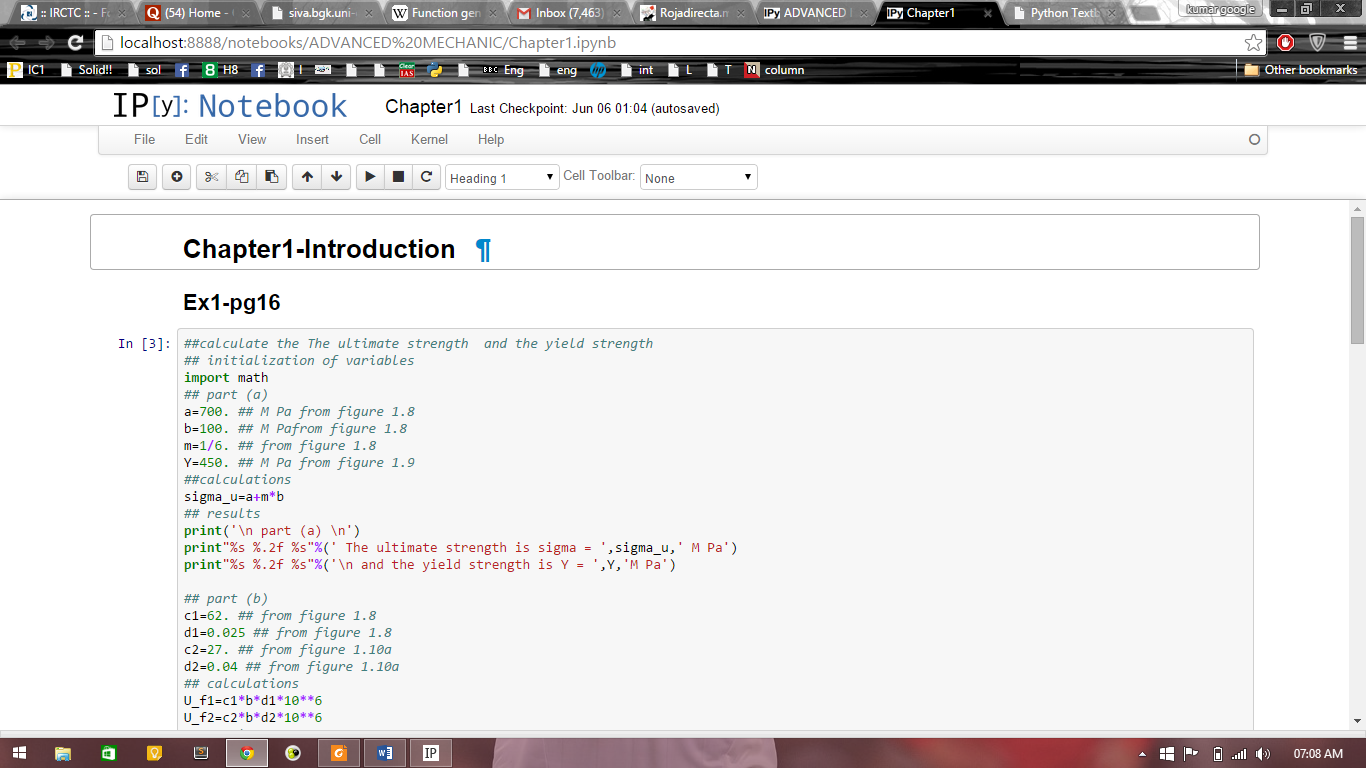 :: IRCTC :: - F (54) Home - siva.bgk.uni- Function gen Inbox (7,463) Rojadirecta.m IPy ADVANCED IPy Chapter1 Python Textb kumar google
localhost:8888/notebooks/ADVANCED%20MECHANIC/Chapter1.ipynb
IC1 Solid!! sol H8 I Clear IAS BBC Eng eng hp int L T N column Other bookmarks
IP[y]: Notebook Chapter1 Last Checkpoint: Jun 06 01:04 (autosaved)
File Edit View Insert Cell Kernel Help
Heading 1 Cell Toolbar: None
Chapter1-Introduction ¶
Ex1-pg16
In [3]: ##calculate the The ultimate strength  and the yield strength
## initialization of variables
import math
## part (a)
a=700. ## M Pa from figure 1.8
b=100. ## M Pafrom figure 1.8
m=1/6. ## from figure 1.8
Y=450. ## M Pa from figure 1.9
##calculations
sigma_u=a+m*b
## results
print('\n part (a) \n')
print"%s %.2f %s"%(' The ultimate strength is sigma = ',sigma_u,' M Pa')
print"%s %.2f %s"%('\n and the yield strength is Y = ',Y,'M Pa')
## part (b)
c1=62. ## from figure 1.8
d1=0.025 ## from figure 1.8
c2=27. ## from figure 1.10a
d2=0.04 ## from figure 1.10a
## calculations
U_f1=c1*b*d1*10**6
U_f2=c2*b*d2*10**6
IP 07:08 AM